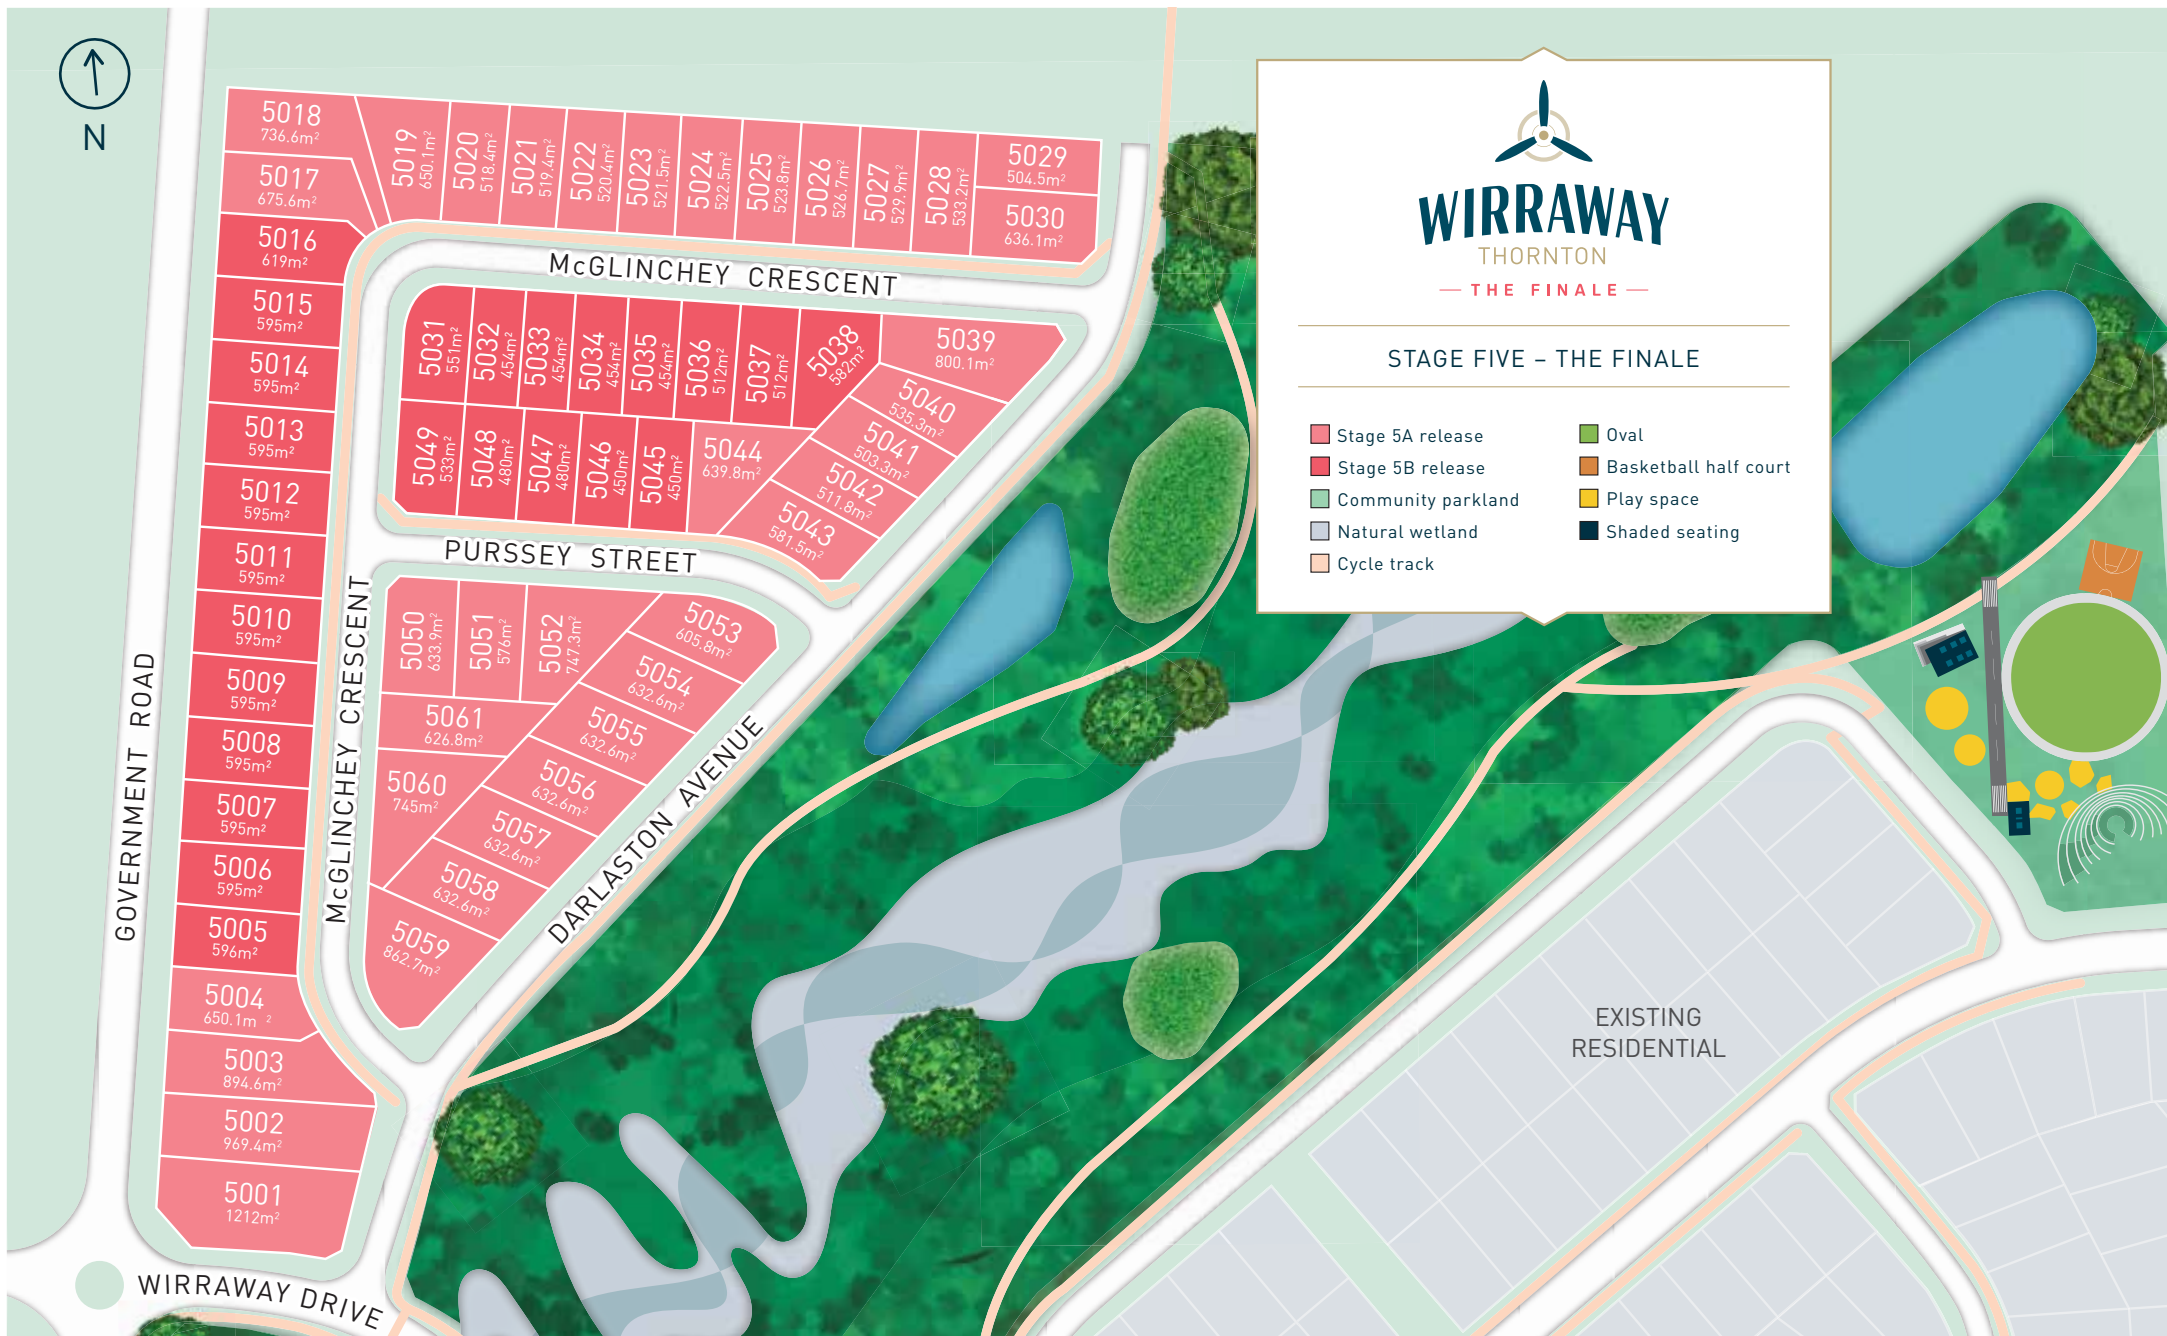 N
WIRRAWAY
THORNTON
THE FINALE
STAGE FIVE – THE FINALE
Stage 5A release
Stage 5B release
Community parkland
Natural wetland
Cycle track
Oval
Basketball half court
Play space
Shaded seating
5018
736.6m²
5017
675.6m²
5016
619m²
5015
595m²
5014
595m²
5013
595m²
5012
595m²
5011
595m²
5010
595m²
5009
595m²
5008
595m²
5007
595m²
5006
595m²
5005
596m²
5004
650.1m ²
5003
894.6m²
5002
969.4m²
5001
1212m²
5019
650.1m²
5020
518.4m²
5021
519.4m²
5022
520.4m²
5023
521.5m²
5024
522.5m²
5025
523.8m²
5026
526.7m²
5027
529.9m²
5028
533.2m²
5029
504.5m²
5030
636.1m²
McGLINCHEY CRESCENT
5031
551m²
5032
454m²
5033
454m²
5034
454m²
5035
454m²
5036
512m²
5037
512m²
5038
582m²
5039
800.1m²
5040
535.3m²
5041
503.3m²
5042
511.8m²
5043
581.5m²
5044
639.8m²
5045
450m²
5046
450m²
5047
480m²
5048
480m²
5049
533m²
PURSSEY STREET
5050
633.9m²
5051
576m²
5052
747.3m²
5053
605.8m²
5054
632.6m²
5055
632.6m²
5056
632.6m²
5057
632.6m²
5058
632.6m²
5059
862.7m²
5060
745m²
5061
626.8m²
McGLINCHEY CRESCENT
GOVERNMENT ROAD
DARLASTON AVENUE
WIRRAWAY DRIVE
EXISTING
RESIDENTIAL